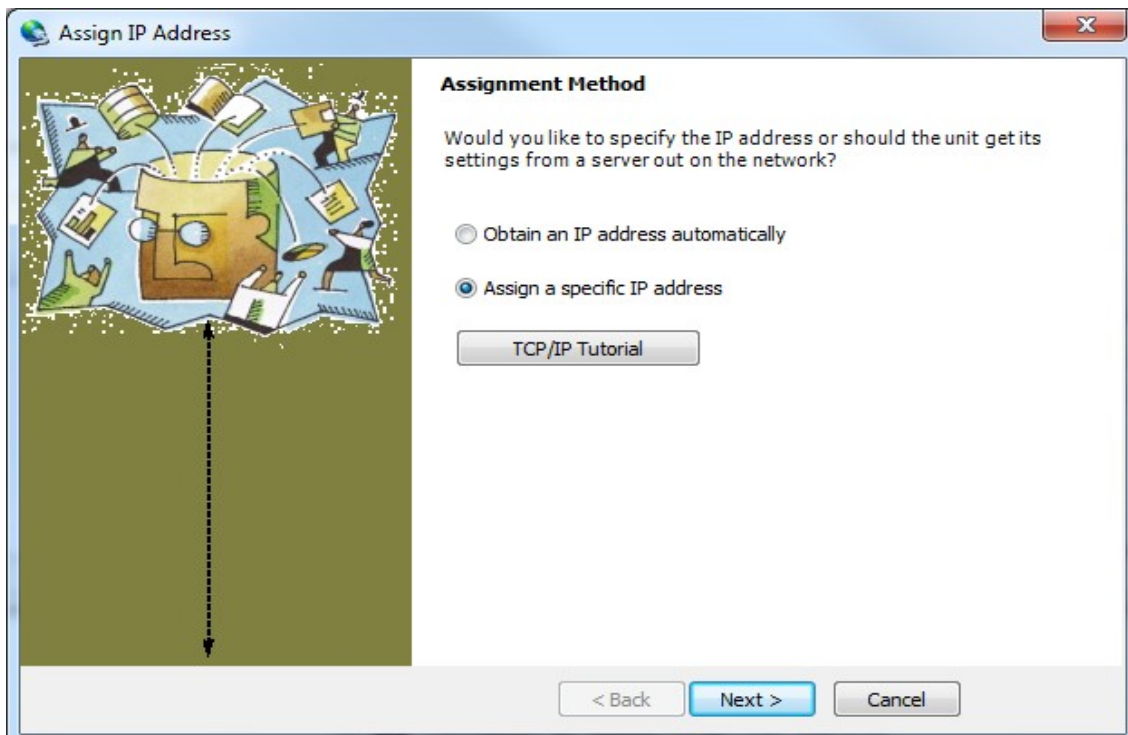 Assign IP Address
Assignment Method
Would you like to specify the IP address or should the unit get its
settings from a server out on the network?
Obtain an IP address automatically
Assign a specific IP address
TCP/IP Tutorial
< Back
Next >
Cancel